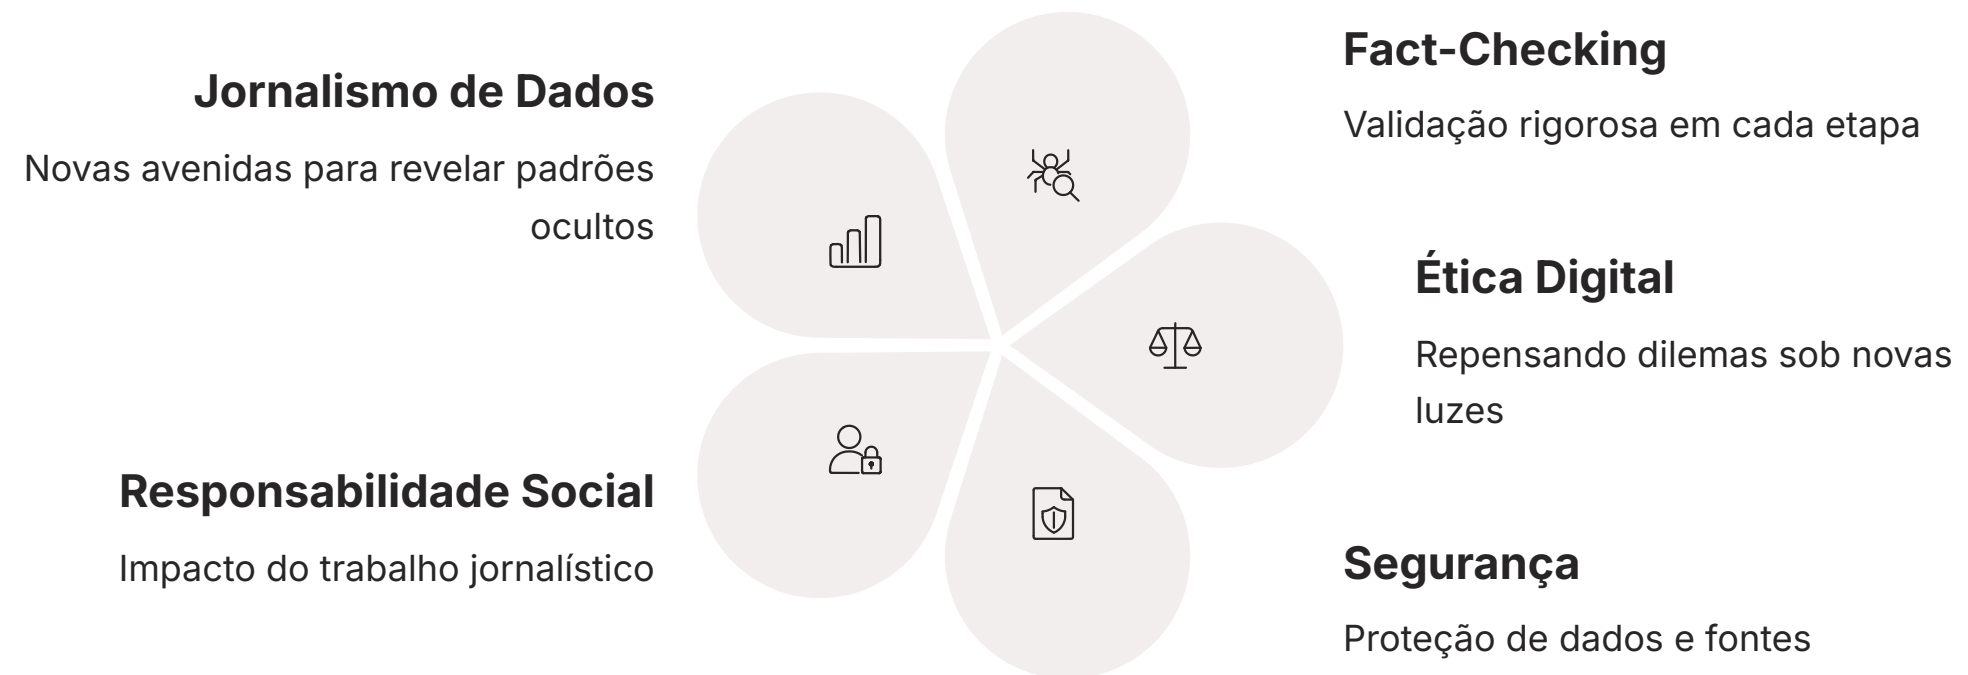 Jornalismo de Dados
Novas avenidas para revelar padrões
ocultos
Responsabilidade Social
Impacto do trabalho jornalístico
Fact-Checking
Validação rigorosa em cada etapa
Ética Digital
Repensando dilemas sob novas
luzes
Segurança
Proteção de dados e fontes